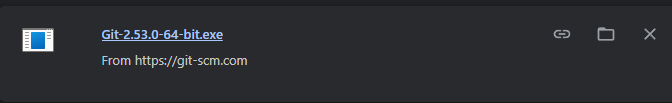 Git-2.53.0-64-bit.exe
From https://git-scm.com